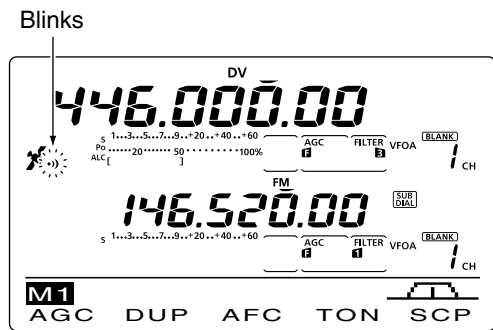 Blinks
DV
446.000.00
S 1...3...5...7...9..+20..+40..+60
Po ......20....... 50 ........100%
ALC[ ]
AGC FILTER
F 3
VFOA
BLANK
1 CH
FM
146.520.00
SUB
DIAL
S 1...3...5...7...9..+20..+40..+60
AGC FILTER
F 1
VFOA
BLANK
1 CH
M1
AGC DUP AFC TON SCP